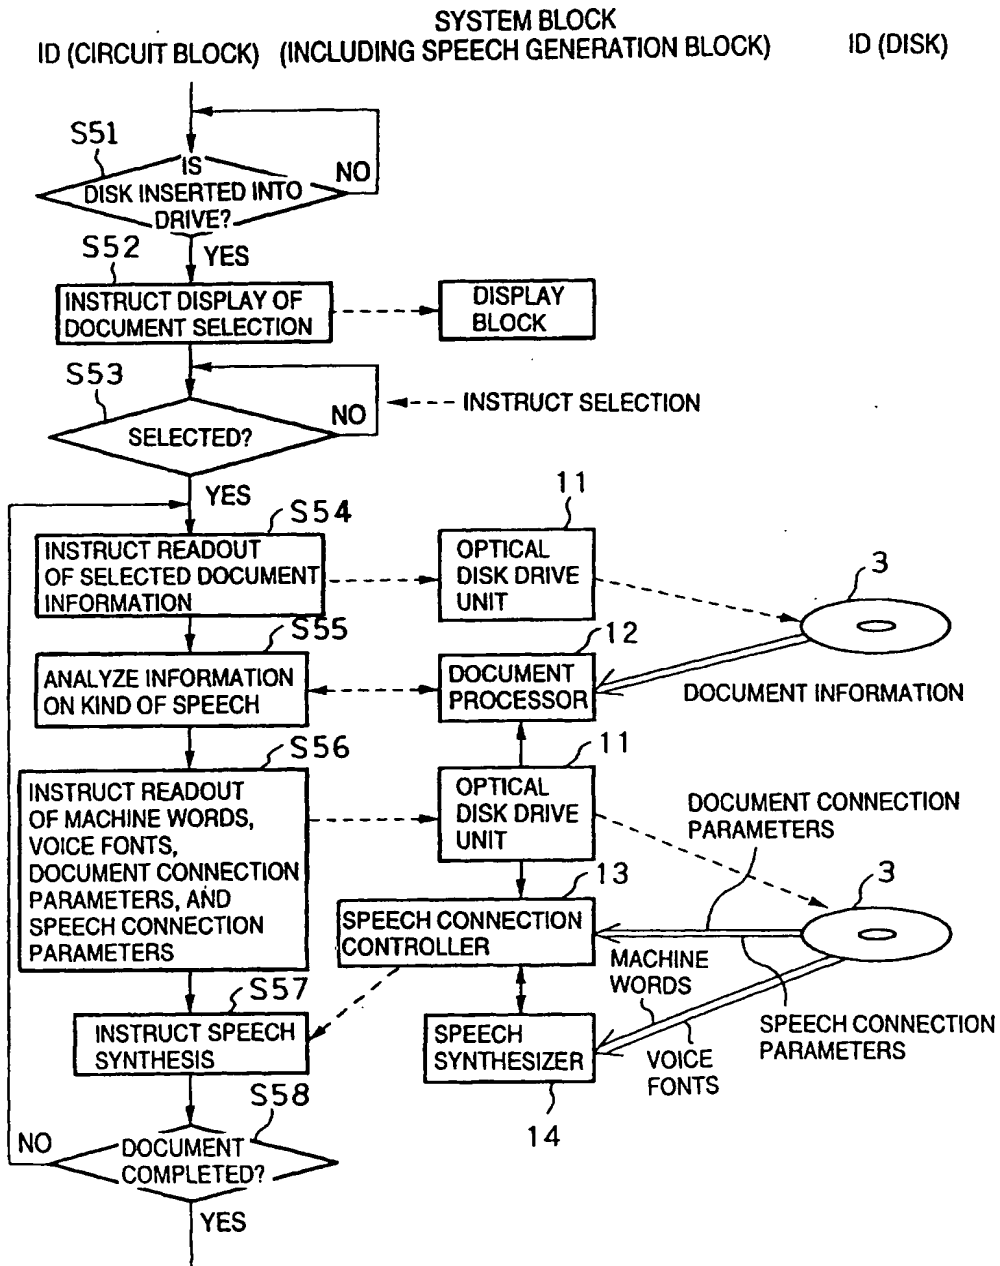 SYSTEM BLOCK
ID (CIRCUIT BLOCK) (INCLUDING SPEECH GENERATION BLOCK) ID (DISK)
S51
IS
DISK INSERTED INTO
DRIVE?
NO
YES
S52
INSTRUCT DISPLAY OF
DOCUMENT SELECTION
DISPLAY
BLOCK
S53
SELECTED?
NO
INSTRUCT SELECTION
YES
S54
INSTRUCT READOUT
OF SELECTED DOCUMENT
INFORMATION
11
OPTICAL
DISK DRIVE
UNIT
3
S55
ANALYZE INFORMATION
ON KIND OF SPEECH
12
DOCUMENT
PROCESSOR
DOCUMENT INFORMATION
S56
INSTRUCT READOUT
OF MACHINE WORDS,
VOICE FONTS,
DOCUMENT CONNECTION
PARAMETERS, AND
SPEECH CONNECTION
PARAMETERS
11
OPTICAL
DISK DRIVE
UNIT
DOCUMENT CONNECTION
PARAMETERS
3
13
SPEECH CONNECTION
CONTROLLER
MACHINE
WORDS
SPEECH CONNECTION
PARAMETERS
S57
INSTRUCT SPEECH
SYNTHESIS
SPEECH
SYNTHESIZER
VOICE
FONTS
14
S58
DOCUMENT
COMPLETED?
NO
YES